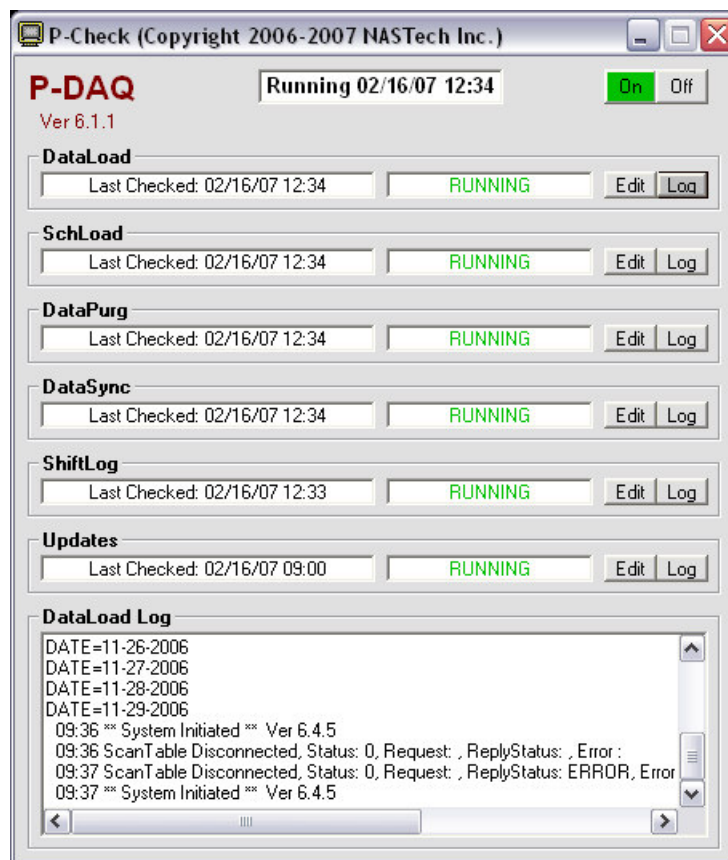 P-Check (Copyright 2006-2007 NASTech Inc.)
P-DAQ Running 02/16/07 12:34 On Off
Ver 6.1.1
DataLoad
Last Checked: 02/16/07 12:34 RUNNING Edit Log
SchLoad
Last Checked: 02/16/07 12:34 RUNNING Edit Log
DataPurg
Last Checked: 02/16/07 12:34 RUNNING Edit Log
DataSync
Last Checked: 02/16/07 12:34 RUNNING Edit Log
ShiftLog
Last Checked: 02/16/07 12:33 RUNNING Edit Log
Updates
Last Checked: 02/16/07 09:00 RUNNING Edit Log
DataLoad Log
DATE=11-26-2006
DATE=11-27-2006
DATE=11-28-2006
DATE=11-29-2006
09:36 ** System Initiated ** Ver 6.4.5
09:36 ScanTable Disconnected, Status: 0, Request: , ReplyStatus: , Error :
09:37 ScanTable Disconnected, Status: 0, Request: , ReplyStatus: ERROR, Error
09:37 ** System Initiated ** Ver 6.4.5